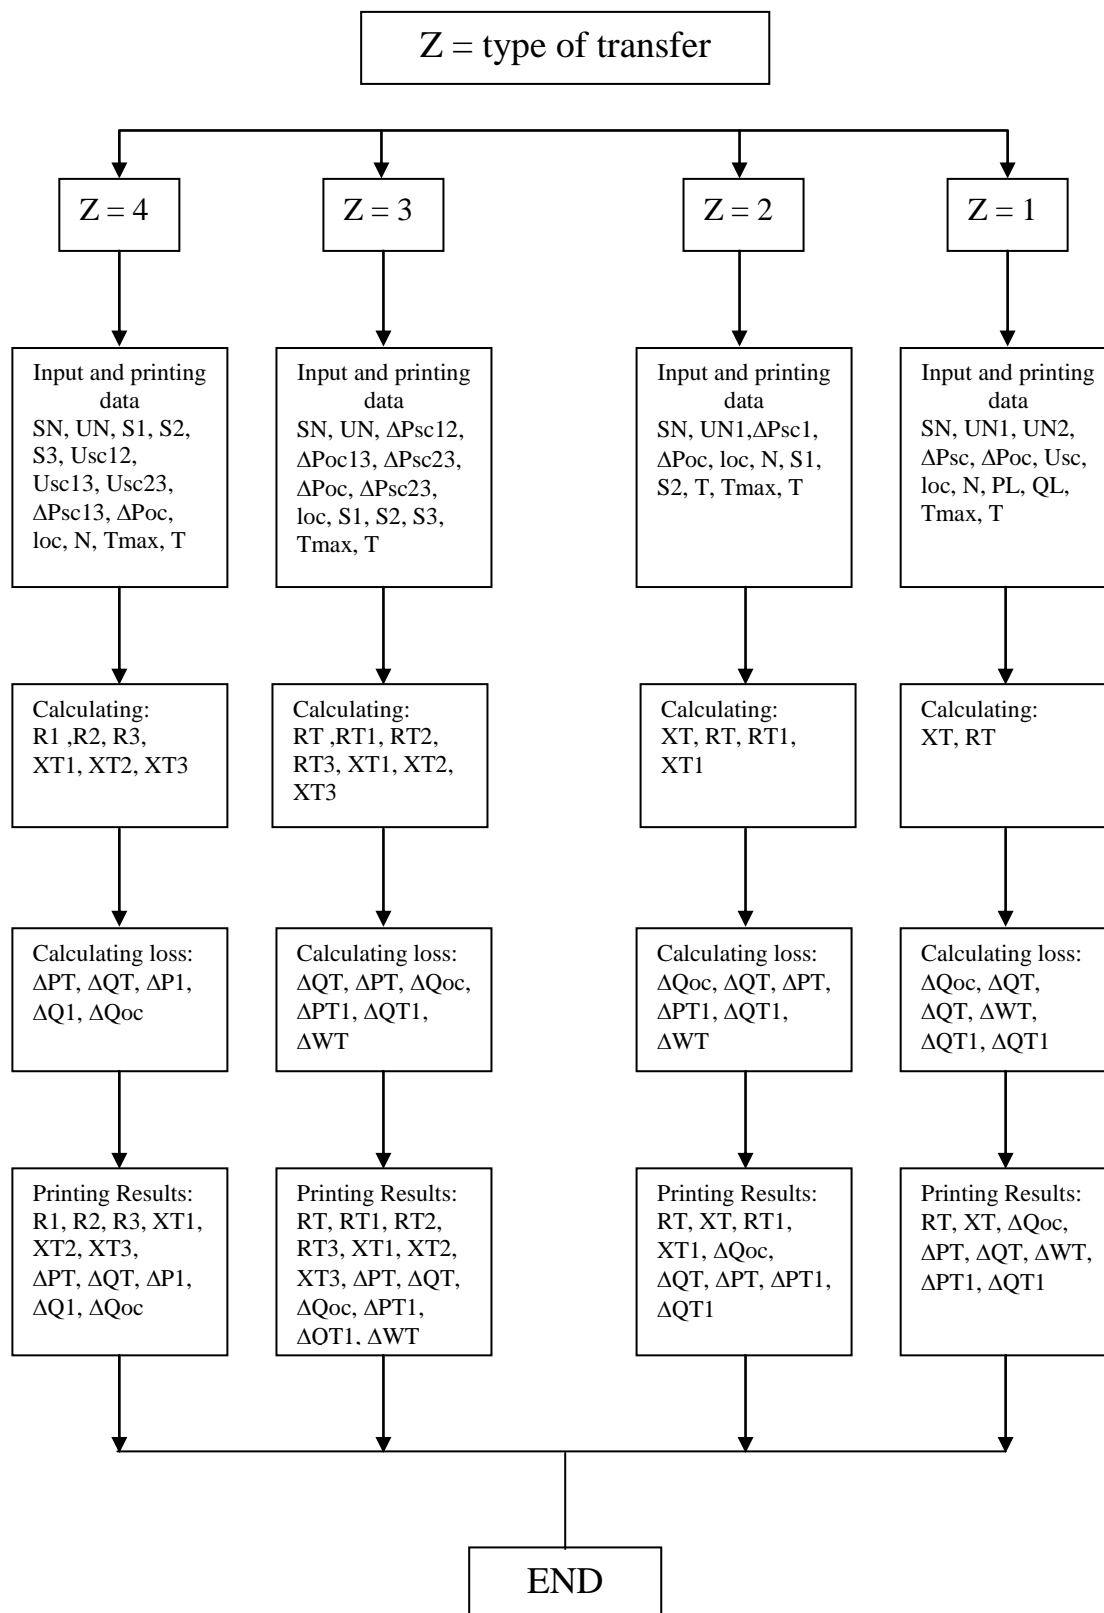 Z = type of transfer
Z = 4
Z = 3
Z = 2
Z = 1
Input and printing
data
SN, UN, S1, S2,
S3, Usc12,
Usc13, Usc23,
ΔPsc13, ΔPoc,
loc, N, Tmax, T
Input and printing
data
SN, UN, ΔPsc12,
ΔPoc13, ΔPsc23,
ΔPoc, ΔPsc23,
loc, S1, S2, S3,
Tmax, T
Input and printing
data
SN, UN1,ΔPsc1,
ΔPoc, loc, N, S1,
S2, T, Tmax, T
Input and printing
data
SN, UN1, UN2,
ΔPsc, ΔPoc, Usc,
loc, N, PL, QL,
Tmax, T
Calculating:
R1 ,R2, R3,
XT1, XT2, XT3
Calculating:
RT ,RT1, RT2,
RT3, XT1, XT2,
XT3
Calculating:
XT, RT, RT1,
XT1
Calculating:
XT, RT
Calculating loss:
ΔPT, ΔQT, ΔP1,
ΔQ1, ΔQoc
Calculating loss:
ΔQT, ΔPT, ΔQoc,
ΔPT1, ΔQT1,
ΔWT
Calculating loss:
ΔQoc, ΔQT, ΔPT,
ΔPT1, ΔQT1,
ΔWT
Calculating loss:
ΔQoc, ΔQT,
ΔQT, ΔWT,
ΔQT1, ΔQT1
Printing Results:
R1, R2, R3, XT1,
XT2, XT3,
ΔPT, ΔQT, ΔP1,
ΔQ1, ΔQoc
Printing Results:
RT, RT1, RT2,
RT3, XT1, XT2,
XT3, ΔPT, ΔQT,
ΔQoc, ΔPT1,
ΔQT1, ΔWT
Printing Results:
RT, XT, RT1,
XT1, ΔQoc,
ΔQT, ΔPT, ΔPT1,
ΔQT1
Printing Results:
RT, XT, ΔQoc,
ΔPT, ΔQT, ΔWT,
ΔPT1, ΔQT1
END